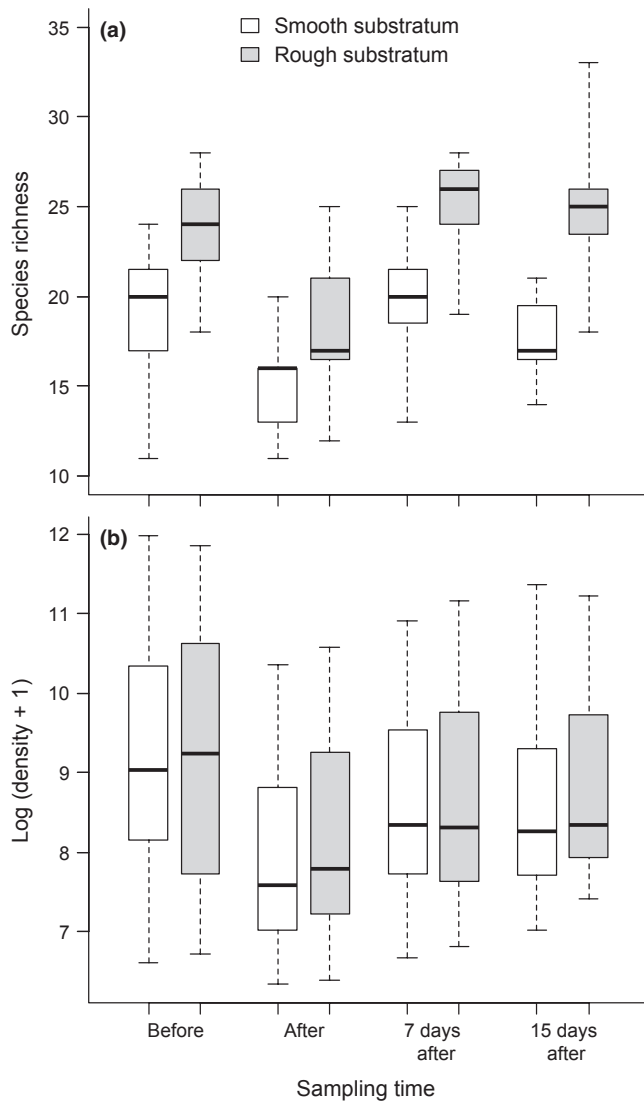 (a)
Smooth substratum
Rough substratum
35
30
25
20
15
10
Species richness
(b)
12
11
10
9
8
7
Log (density + 1)
Before
After
7 days
after
15 days
after
Sampling time